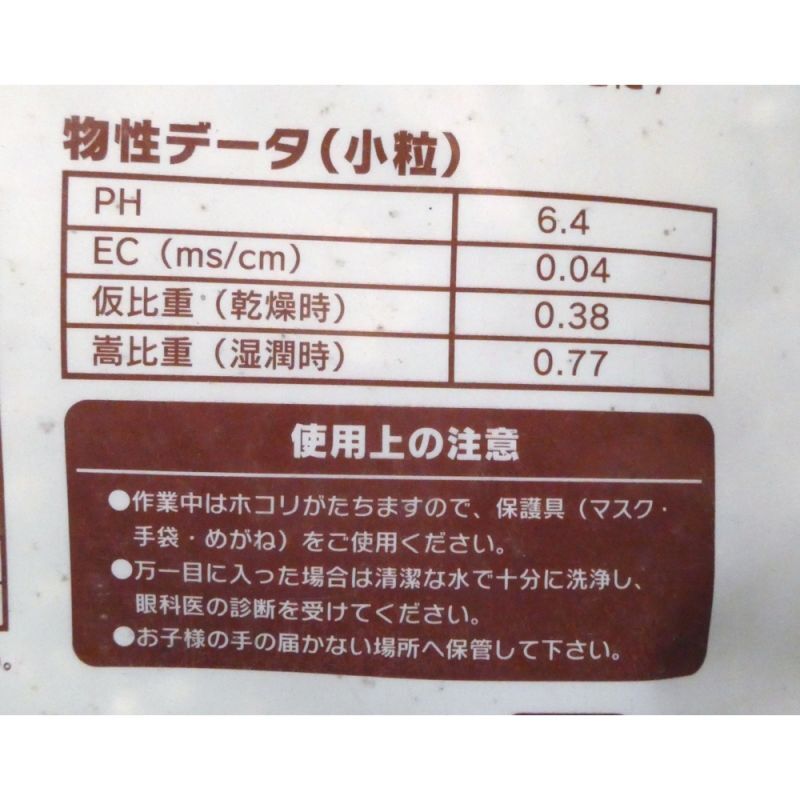 物性データ(小粒)
PH 6.4
EC(ms/cm) 0.04
仮比重(乾燥時) 0.38
嵩比重(湿潤時) 0.77
使用上の注意
●作業中はホコリがたちますので、保護具(マスク・
手袋・めがね)をご使用ください。
●万一目に入った場合は清潔な水で十分に洗浄し、
眼科医の診断を受けてください。
●お子様の手の届かない場所へ保管して下さい。